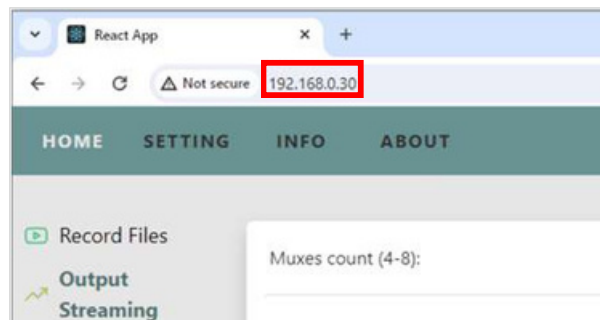 React App
Not secure 192.168.0.30
HOME SETTING INFO ABOUT
Record Files
Muxes count (4-8):
Output
Streaming